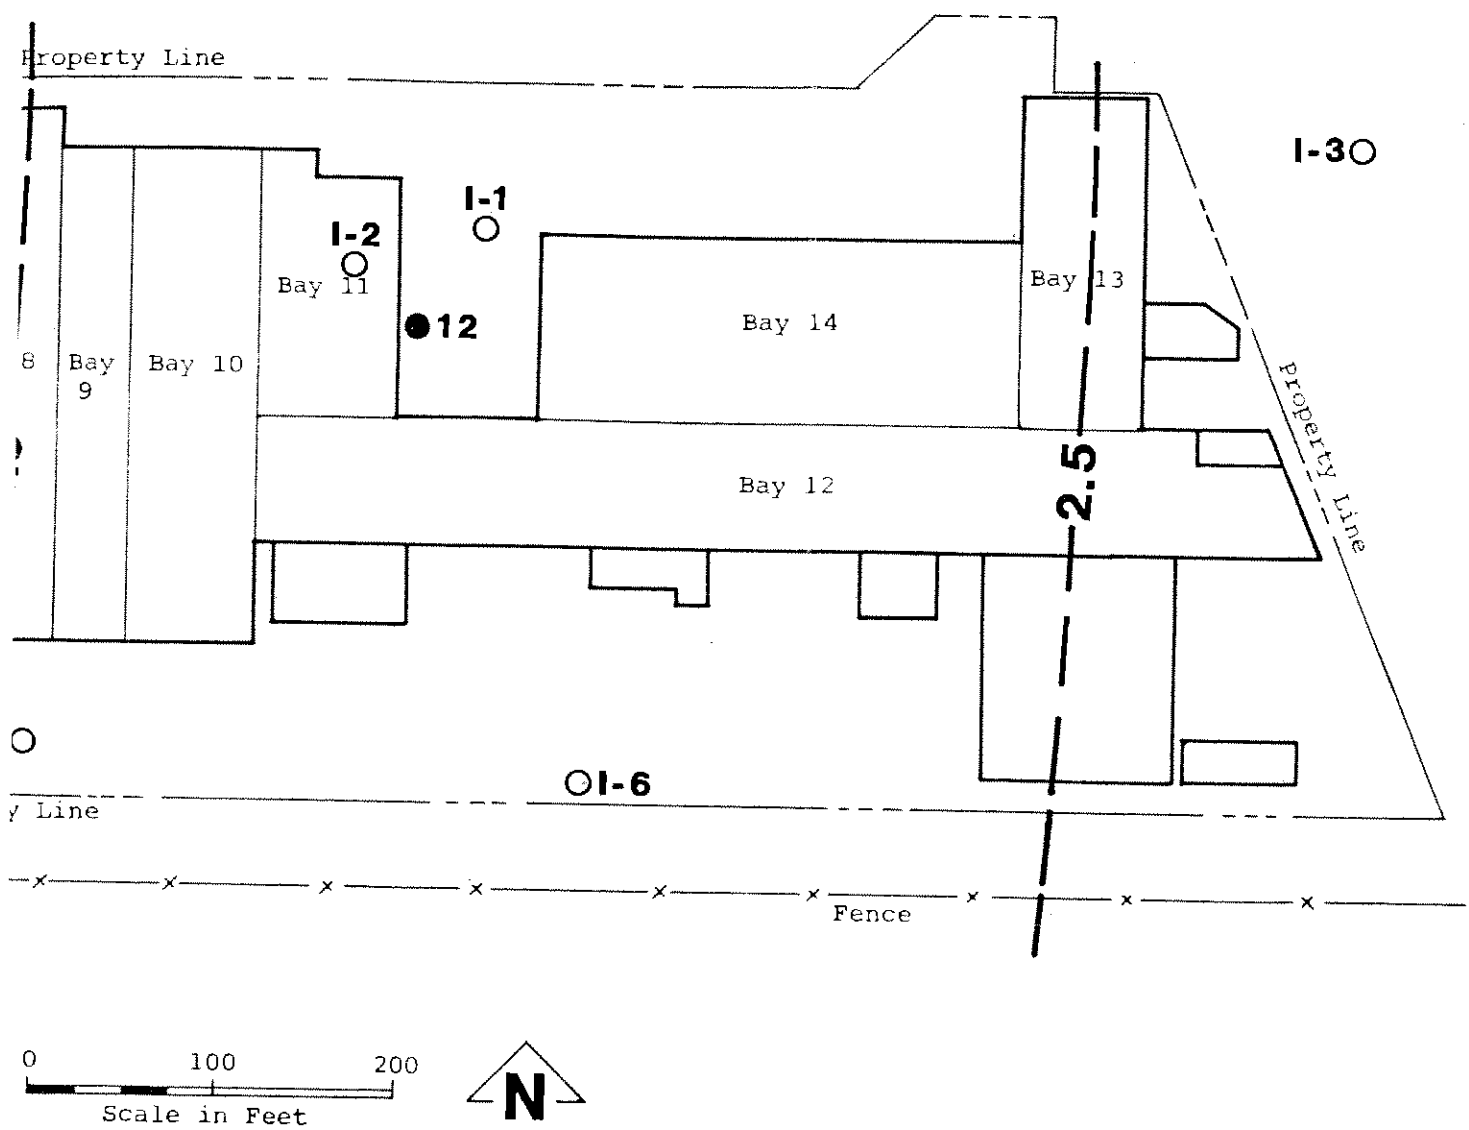 Property Line
I-3
I-1
I-2
Bay 11
Bay 13
12
Bay 14
8
Bay
9
Bay 10
Property Line
2.5
Bay 12
I-6
y Line
x x x x x x x x x
Fence
0 100 200
Scale in Feet
N